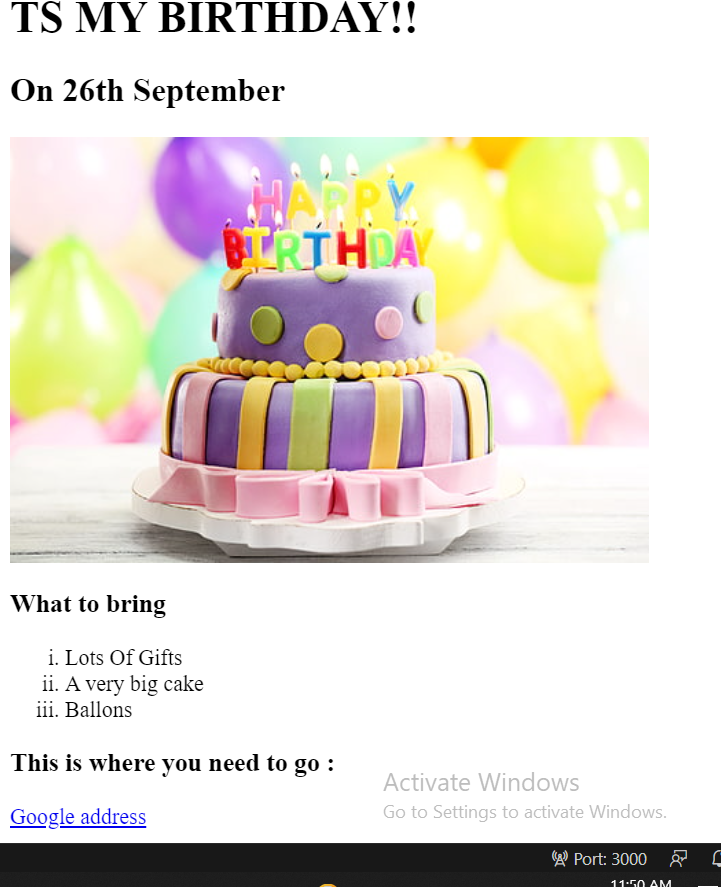 TS MY BIRTHDAY!!
On 26th September
HAPPY
BIRTHDAY
What to bring
i. Lots Of Gifts
ii. A very big cake
iii. Ballons
This is where you need to go :
Activate Windows
Google address
Go to Settings to activate Windows.
Port: 3000
11:50 AM